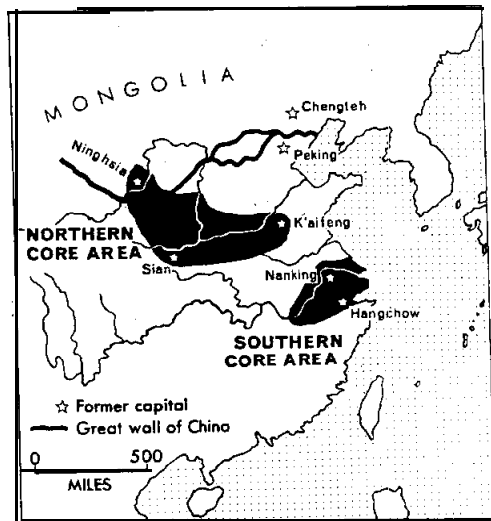 MONGOLIA
Chengteh
Peking
Ninghsia
K'aifeng
NORTHERN
CORE AREA
Sian
Nanking
Hangchow
SOUTHERN
CORE AREA
Former capital
Great wall of China
0 500
MILES